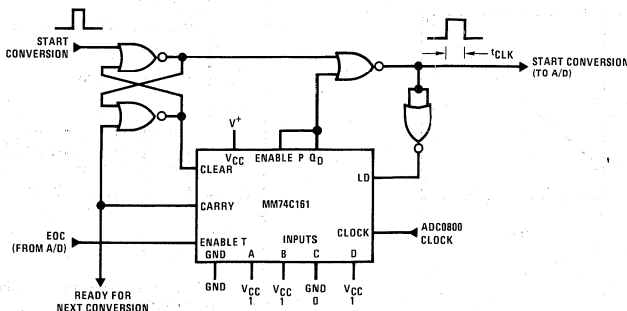 START
CONVERSION
tCLK
START CONVERSION
(TO A/D)
V+
VCC
ENABLE P QD
CLEAR
LD
CARRY
MM74C161
EOC
(FROM A/D)
ENABLE T
INPUTS
CLOCK
ADC0800
CLOCK
GND A B C D
GND VCC VCC GND VCC
1 1 0 1
READY FOR
NEXT CONVERSION